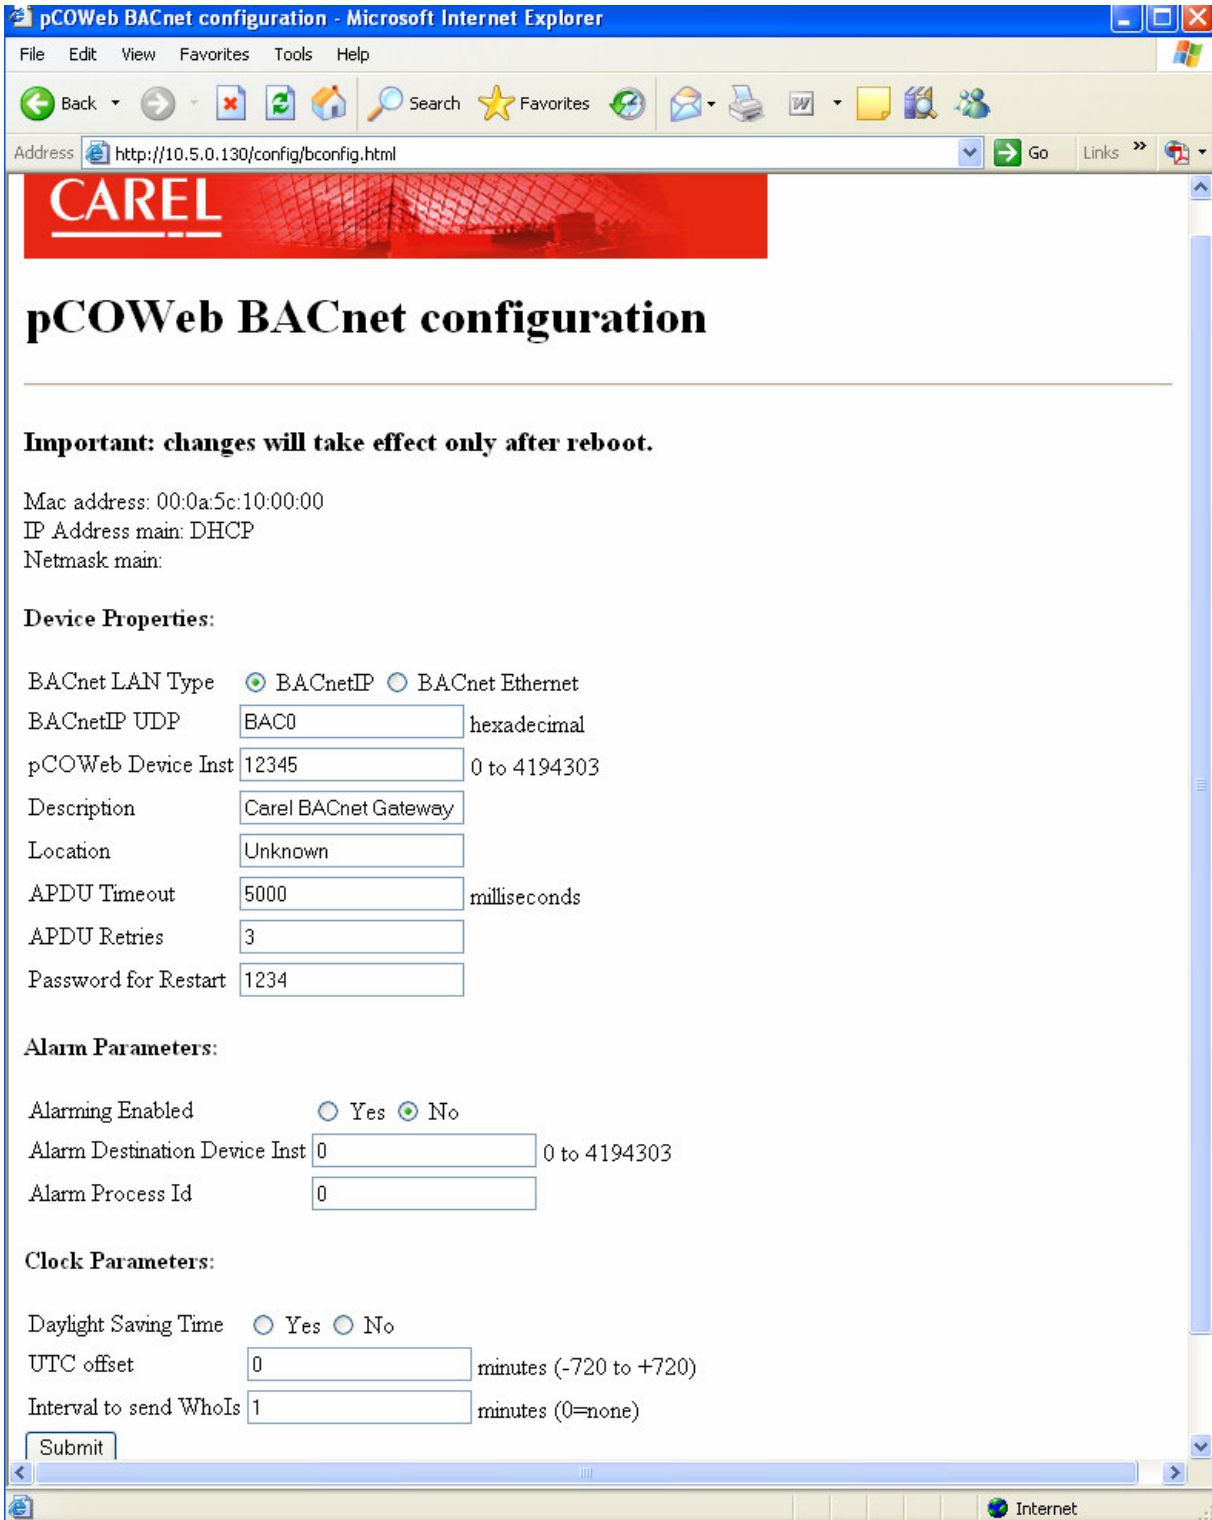 pCOWeb BACnet configuration - Microsoft Internet Explorer
File Edit View Favorites Tools Help
Back Search Favorites
Address http://10.5.0.130/config/bconfig.html Go Links »
CAREL
pCOWeb BACnet configuration
Important: changes will take effect only after reboot.
Mac address: 00:0a:5c:10:00:00
IP Address main: DHCP
Netmask main:
Device Properties:
BACnet LAN Type BACnetIP BACnet Ethernet
BACnetIP UDP BAC0 hexadecimal
pCOWeb Device Inst 12345 0 to 4194303
Description Carel BACnet Gateway
Location Unknown
APDU Timeout 5000 milliseconds
APDU Retries 3
Password for Restart 1234
Alarm Parameters:
Alarming Enabled Yes No
Alarm Destination Device Inst 0 0 to 4194303
Alarm Process Id 0
Clock Parameters:
Daylight Saving Time Yes No
UTC offset 0 minutes (-720 to +720)
Interval to send WhoIs 1 minutes (0=none)
Submit
Internet